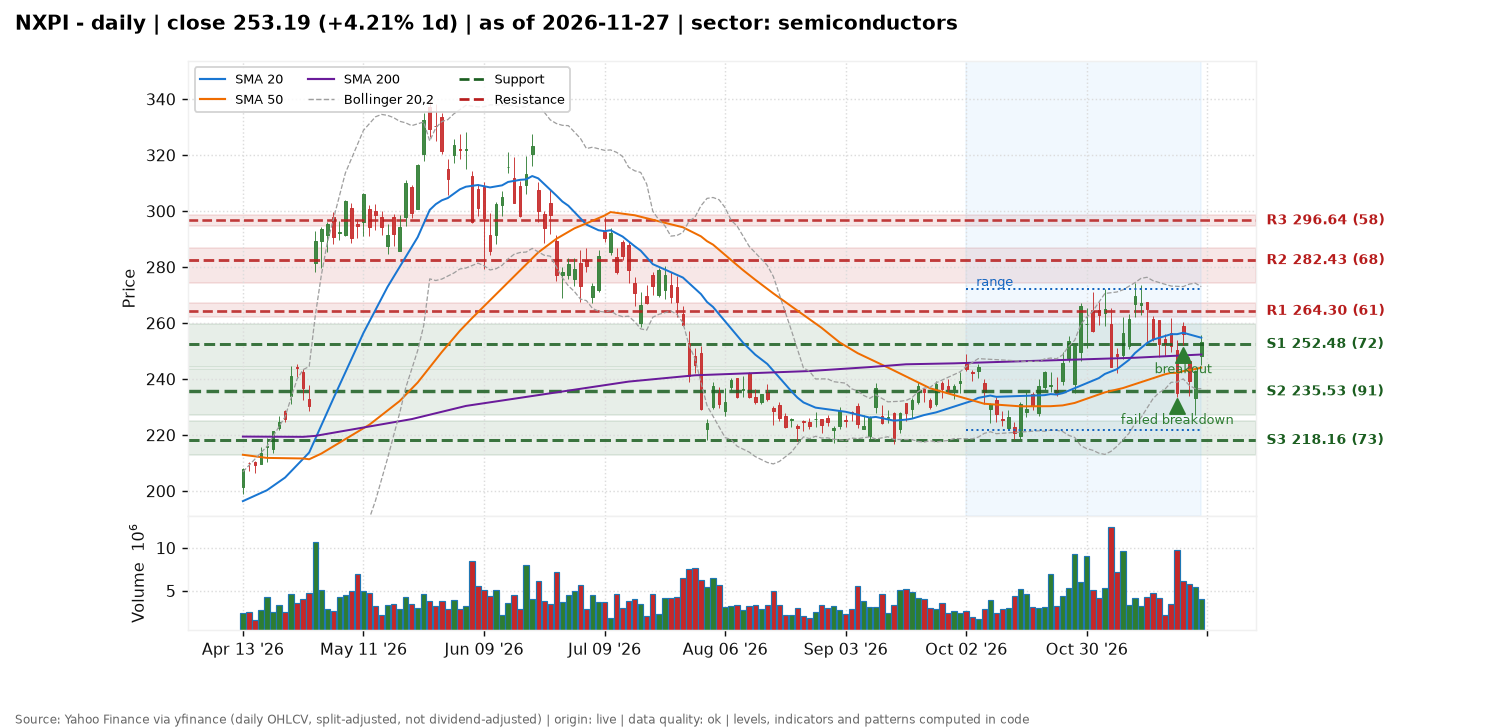 NXPI - daily | close 253.19 (+4.21% 1d) | as of 2026-11-27 | sector: semiconductors
SMA 20
SMA 50
SMA 200
Bollinger 20,2
Support
Resistance
Price
340
320
300
280
260
240
220
200
range
breakout
failed breakdown
R3 296.64 (58)
R2 282.43 (68)
R1 264.30 (61)
S1 252.48 (72)
S2 235.53 (91)
S3 218.16 (73)
Volume 10⁶
10
5
Apr 13 '26
May 11 '26
Jun 09 '26
Jul 09 '26
Aug 06 '26
Sep 03 '26
Oct 02 '26
Oct 30 '26
Source: Yahoo Finance via yfinance (daily OHLCV, split-adjusted, not dividend-adjusted) | origin: live | data quality: ok | levels, indicators and patterns computed in code